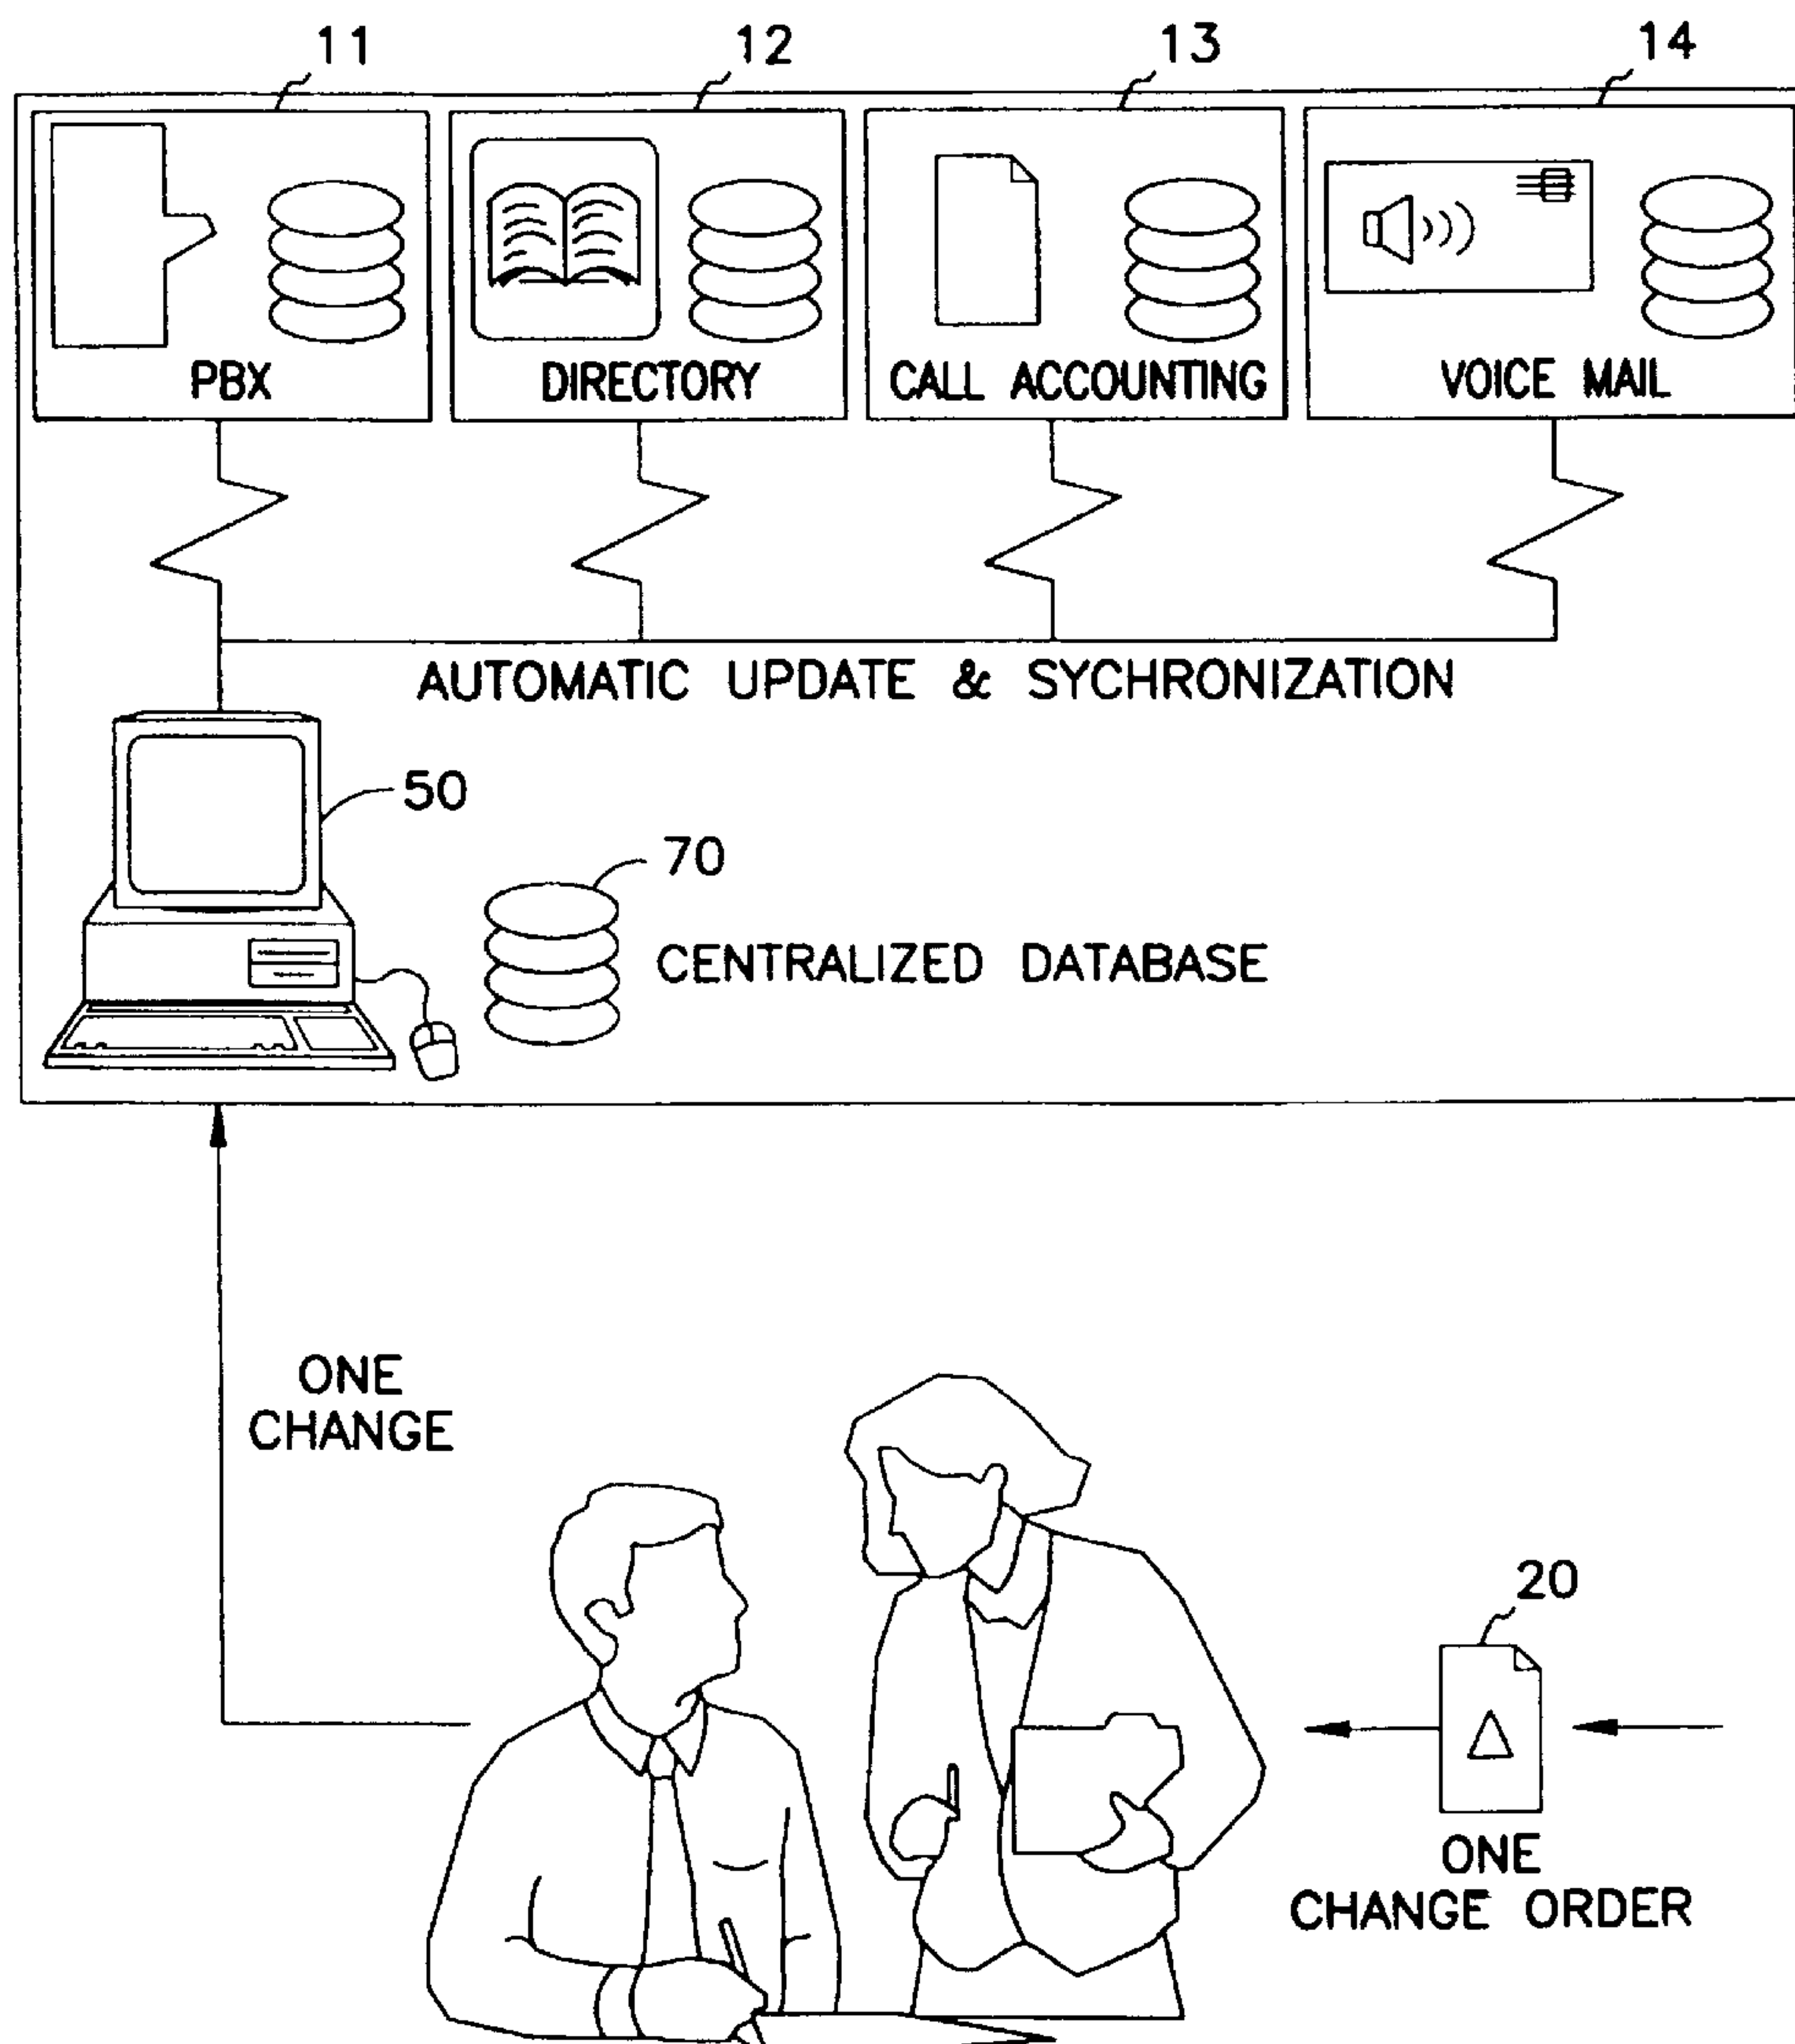 11
12
13
14
PBX
DIRECTORY
CALL ACCOUNTING
VOICE MAIL
AUTOMATIC UPDATE & SYCHRONIZATION
50
70
CENTRALIZED DATABASE
ONE
CHANGE
20
ONE
CHANGE ORDER